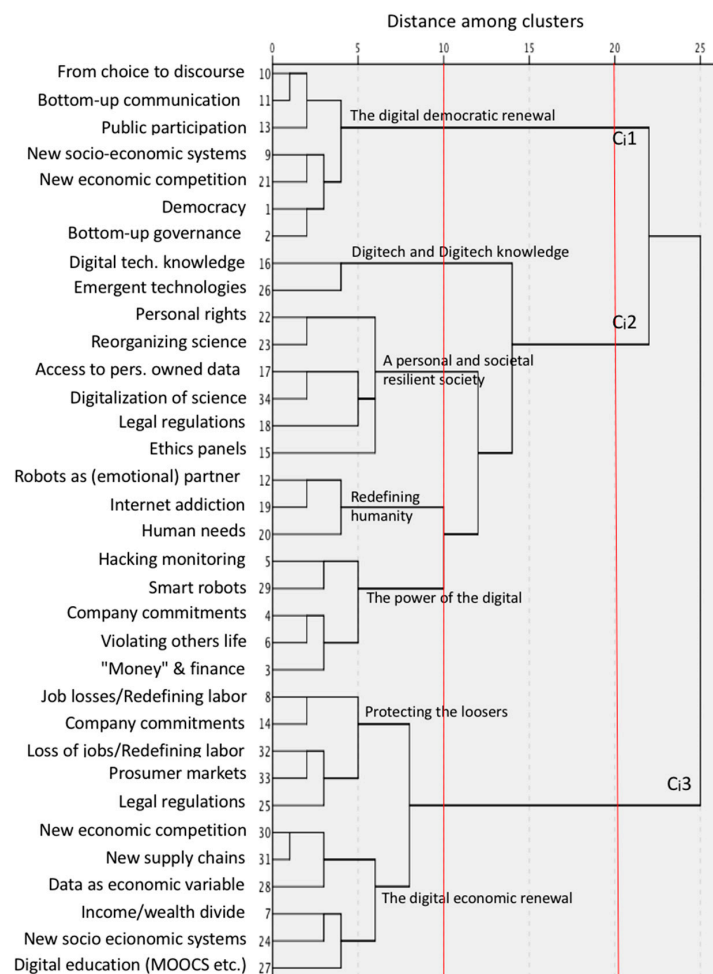 Distance among clusters
0 5 10 15 20 25
From choice to discourse 10
Bottom-up communication 11
The digital democratic renewal
Public participation 13
Ci1
New socio-economic systems 9
New economic competition 21
Democracy 1
Bottom-up governance 2
Digitech and Digitech knowledge
Digital tech. knowledge 16
Emergent technologies 26
Personal rights 22
Ci2
Reorganizing science 23
A personal and societal
Access to pers. owned data 17
resilient society
Digitalization of science 34
Legal regulations 18
Ethics panels 15
Robots as (emotional) partner 12
Redefining
Internet addiction 19
humanity
Human needs 20
Hacking monitoring 5
Smart robots 29
The power of the digital
Company commitments 4
Violating others life 6
"Money" & finance 3
Job losses/Redefining labor 8
Protecting the loosers
Company commitments 14
Loss of jobs/Redefining labor 32
Prosumer markets 33
Ci3
Legal regulations 25
New economic competition 30
New supply chains 31
Data as economic variable 28
The digital economic renewal
Income/wealth divide 7
New socio ecionomic systems 24
Digital education (MOOCS etc.) 27